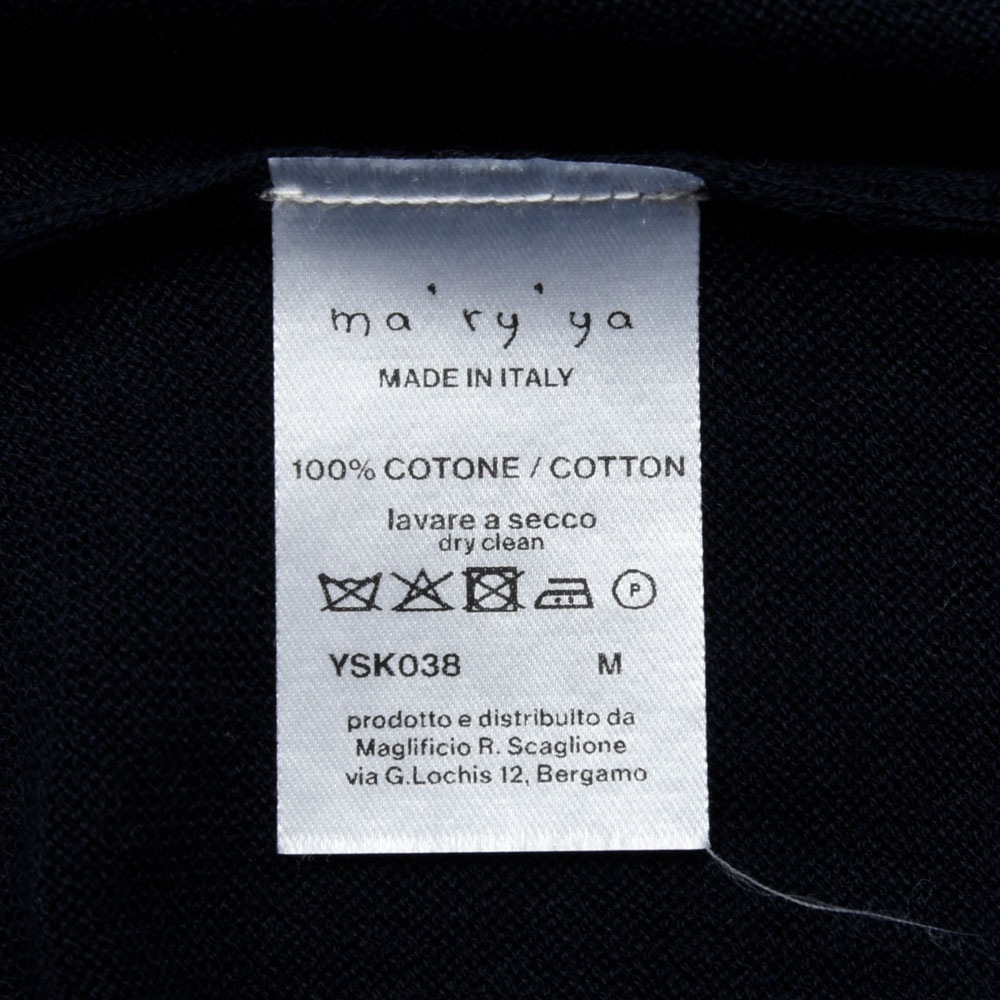 ma'ry'ya
MADE IN ITALY
100% COTONE / COTTON
lavare a secco
dry clean
P
YSK038 M
prodotto e distribuito da
Maglificio R. Scaglione
via G.Lochis 12, Bergamo